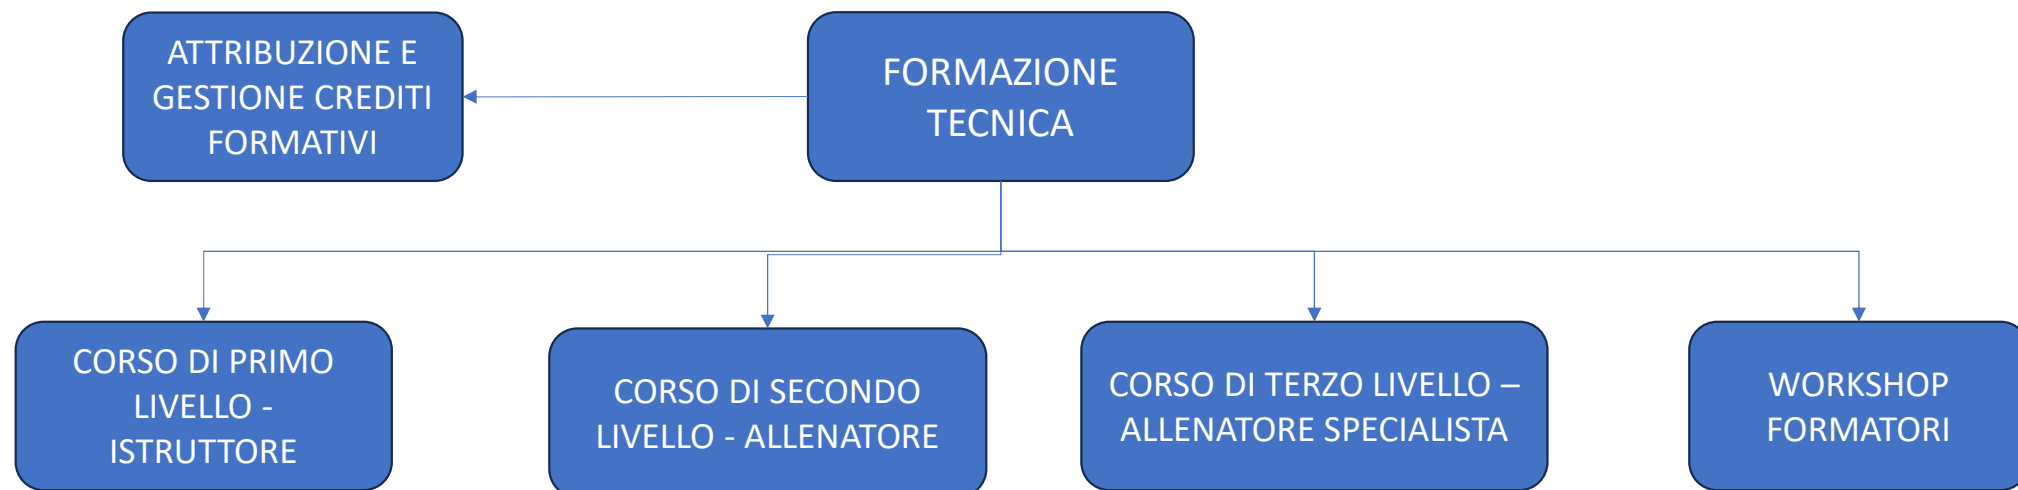 ATTRIBUZIONE E
GESTIONE CREDITI
FORMATIVI
FORMAZIONE
TECNICA
CORSO DI PRIMO
LIVELLO -
ISTRUTTORE
CORSO DI SECONDO
LIVELLO - ALLENATORE
CORSO DI TERZO LIVELLO –
ALLENATORE SPECIALISTA
WORKSHOP
FORMATORI